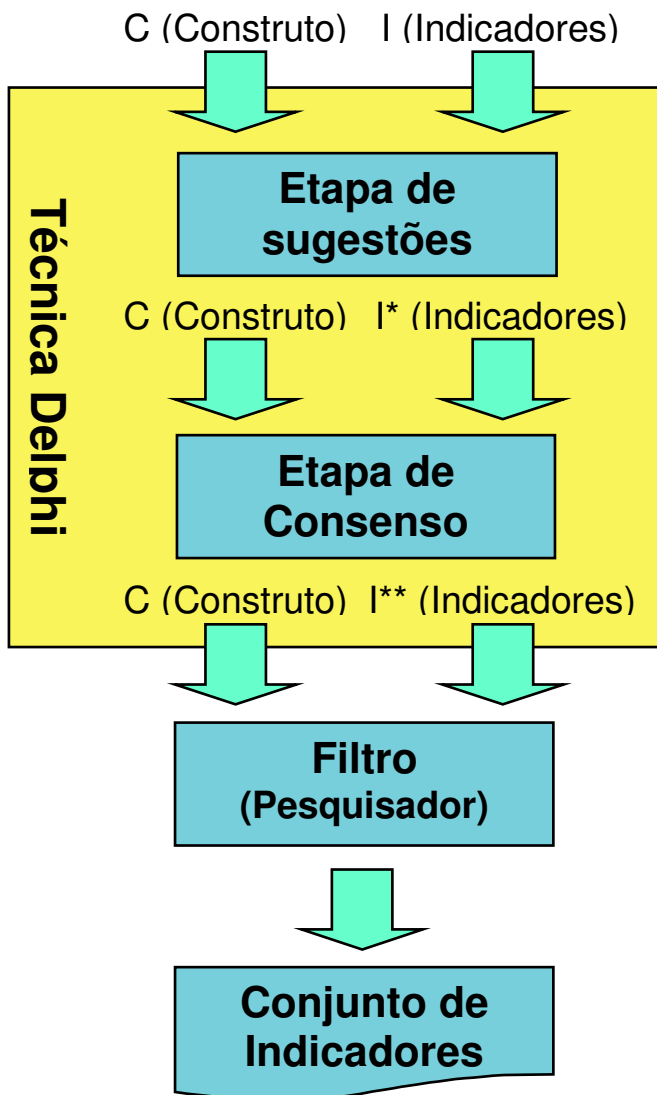 C (Construto) I (Indicadores)
Técnica Delphi
Etapa de
sugestões
C (Construto) I* (Indicadores)
Etapa de
Consenso
C (Construto) I** (Indicadores)
Filtro
(Pesquisador)
Conjunto de
Indicadores